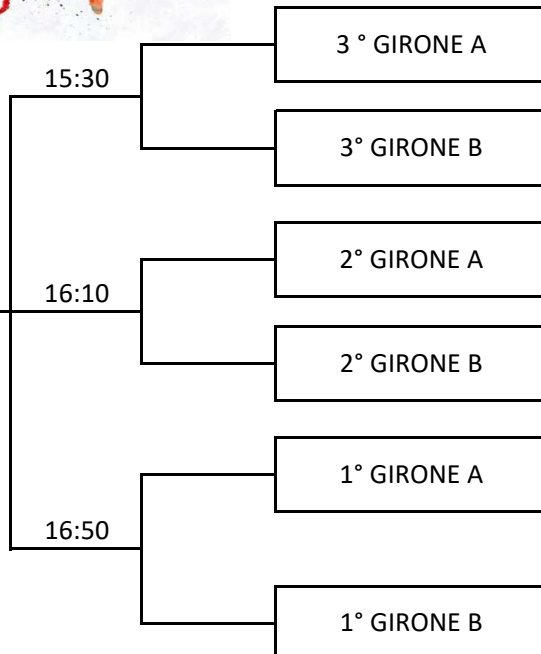 3 ° GIRONE A
15:30
3° GIRONE B
2° GIRONE A
16:10
2° GIRONE B
1° GIRONE A
16:50
1° GIRONE B